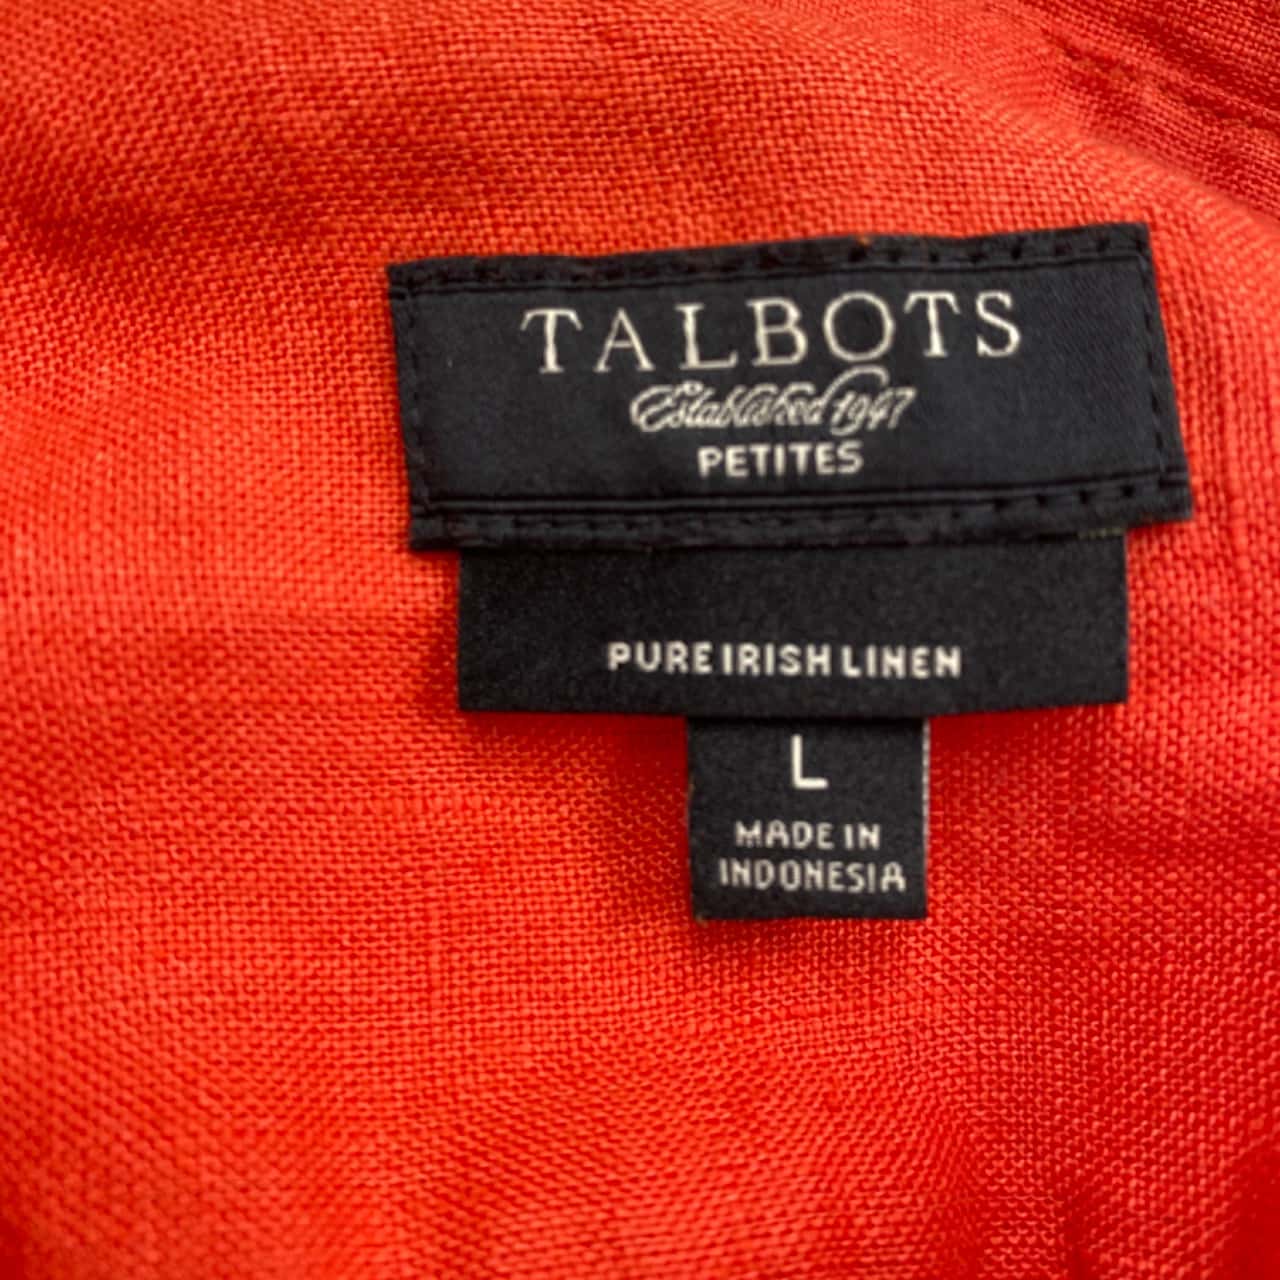 TALBOTS
Established 1947
PETITES
PURE IRISH LINEN
L
MADE IN
INDONESIA